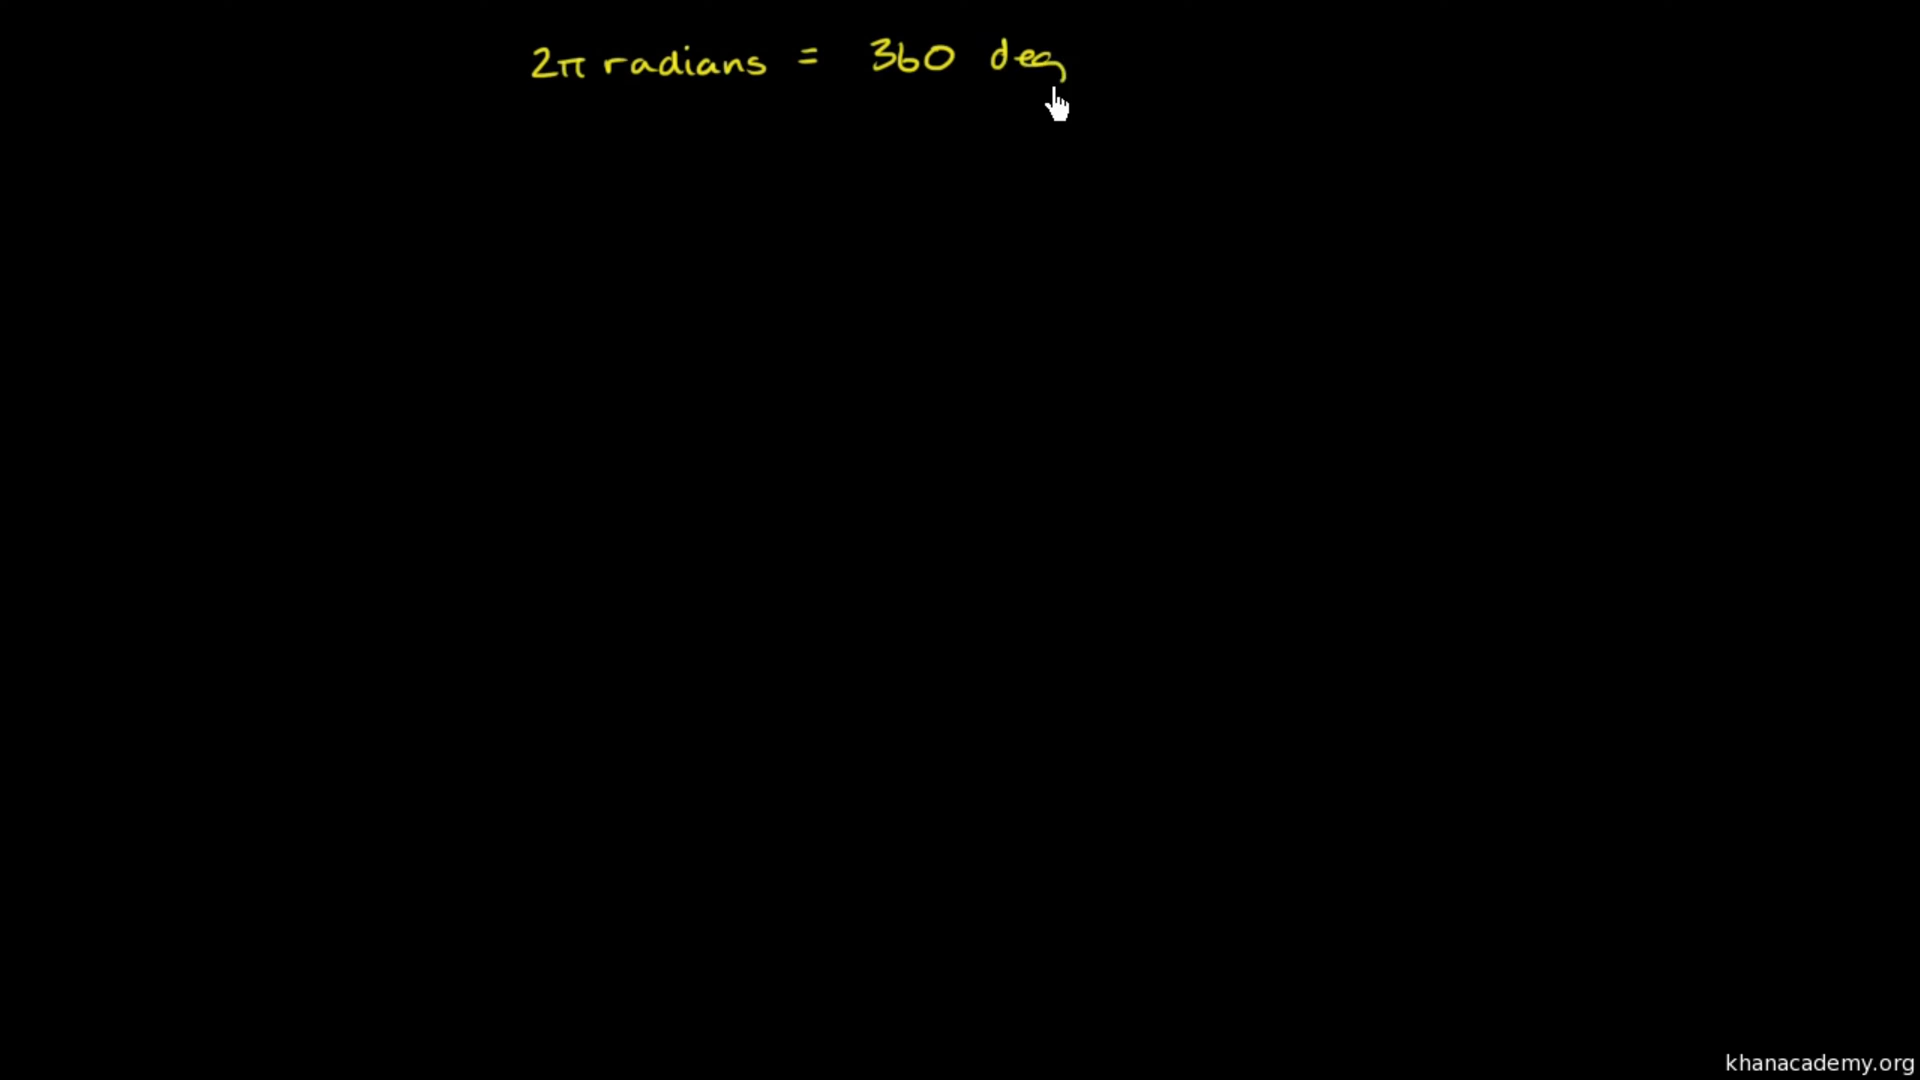 2π radians = 360 deg
khanacademy.org